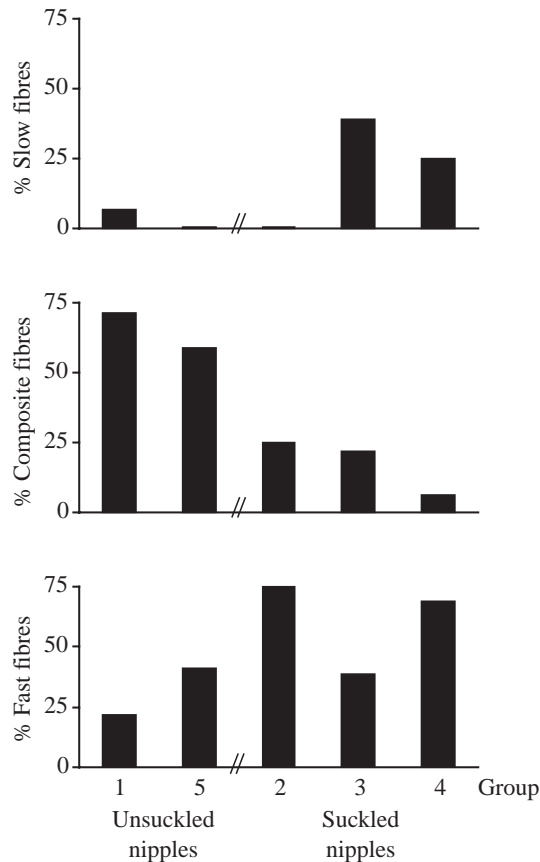 75
50
25
0
% Slow fibres
75
50
25
0
% Composite fibres
75
50
25
0
% Fast fibres
1 5 2 3 4 Group
Unsuckled nipples
Suckled nipples